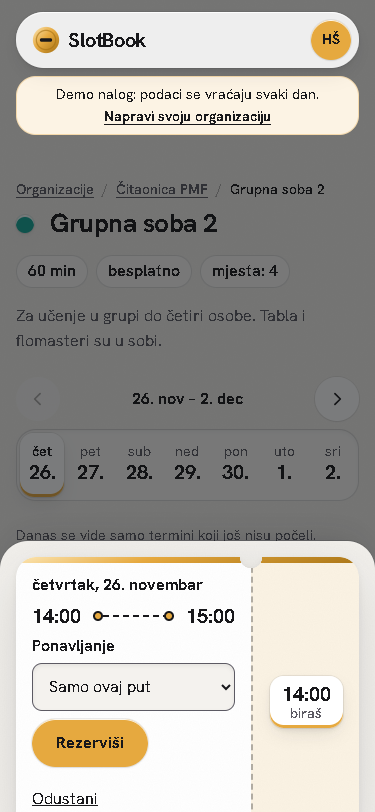 SlotBook
HŠ
Demo nalog: podaci se vraćaju svaki dan.
Napravi svoju organizaciju
Organizacije / Čitaonica PMF / Grupna soba 2
Grupna soba 2
60 min
besplatno
mjesta: 4
Za učenje u grupi do četiri osobe. Tabla i
flomasteri su u sobi.
26. nov – 2. dec
čet pet sub ned pon uto sri
26. 27. 28. 29. 30. 1. 2.
Danas se vide samo termini koji još nisu počeli.
četvrtak, 26. novembar
14:00 15:00
Ponavljanje
Samo ovaj put
Rezerviši
Odustani
14:00
biraš